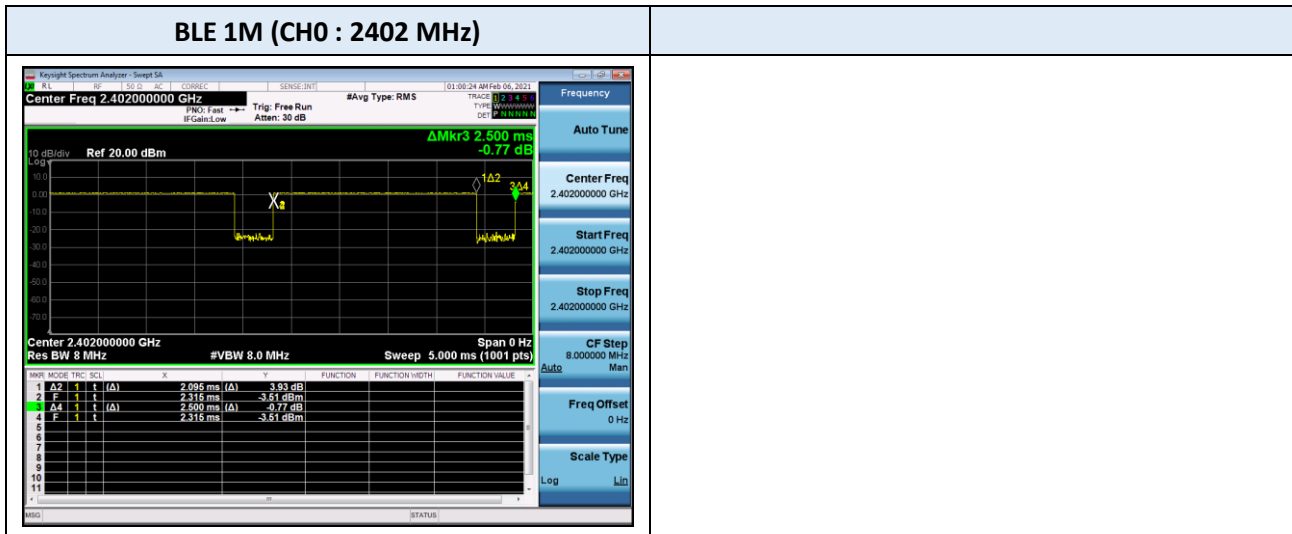 BLE 1M (CH0 : 2402 MHz)
Keysight Spectrum Analyzer - Swept SA
RL RF 50 Ω AC CORREC SENSE:INT 01:00:24 AM Feb 06, 2021
Center Freq 2.402000000 GHz
#Avg Type: RMS
TRACE 1 2 3 4 5 6
PNO: Fast Trig: Free Run
TYPE WWWWWW
IFGain:Low Atten: 30 dB
DET P N N N N N
Frequency
Auto Tune
ΔMkr3 2.500 ms
-0.77 dB
10 dB/div Ref 20.00 dBm
Log
10.0
0.00
-10.0
-20.0
-30.0
-40.0
-50.0
-60.0
-70.0
1Δ2
3Δ4
Center Freq
2.402000000 GHz
Start Freq
2.402000000 GHz
Stop Freq
2.402000000 GHz
Center 2.402000000 GHz Span 0 Hz
Res BW 8 MHz #VBW 8.0 MHz Sweep 5.000 ms (1001 pts)
CF Step
8.000000 MHz
Auto Man
MKR MODE TRC SCL X Y FUNCTION FUNCTION WIDTH FUNCTION VALUE
1 Δ2 1 t (Δ) 2.095 ms (Δ) 3.93 dB
2 F 1 t 2.315 ms -3.51 dBm
3 Δ4 1 t (Δ) 2.500 ms (Δ) -0.77 dB
4 F 1 t 2.315 ms -3.51 dBm
5
6
7
8
9
10
11
Freq Offset
0 Hz
Scale Type
Log Lin
MSG STATUS